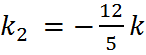 k₂ = −12/5 k